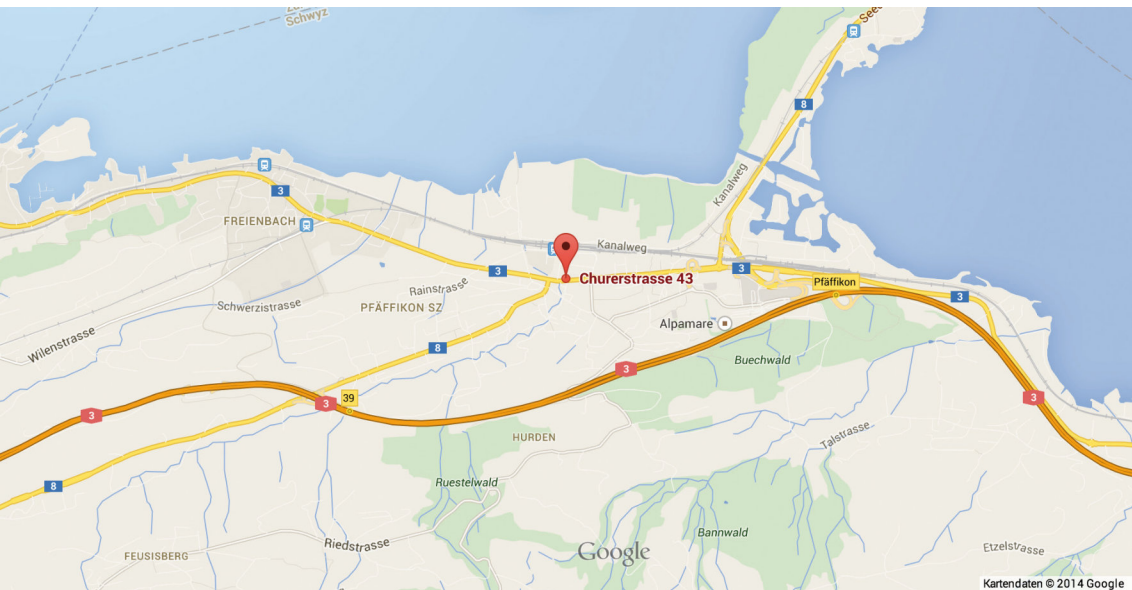 Schwyz
8
3
FREIENBACH
Kanalweg
Kanalweg
3
3
Churerstrasse 43
Pfäffikon
3
Rainstrasse
Schwerzistrasse
PFÄFFIKON SZ
Alpamare
Wilenstrasse
8
Buechwald
3
39
3
3
3
HURDEN
Talstrasse
8
Ruestelwald
Bannwald
Riedstrasse
FEUSISBERG
Google
Etzelstrasse
Kartendaten © 2014 Google